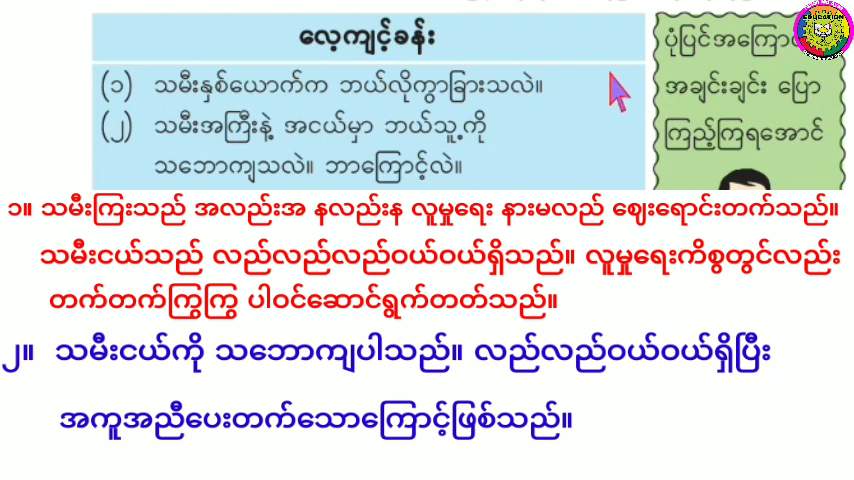 လေ့ကျင့်ခန်း
(၁) သမီးနှစ်ယောက်က ဘယ်လိုကွာခြားသလဲ။
(၂) သမီးအကြီးနဲ့ အငယ်မှာ ဘယ်သူ့ကို
သဘောကျသလဲ။ ဘာကြောင့်လဲ။
ပုံပြင်အကြော
အချင်းချင်း ပြော
ကြည့်ကြရအောင်
EDUCATION
၁။ သမီးကြီးသည် အလည်းအ နလည်းန လူမှုရေး နားမလည် ဈေးရောင်းတက်သည်။
သမီးငယ်သည် လည်လည်လည်ဝယ်ဝယ်ရှိသည်။ လူမှုရေးကိစ္စတွင်လည်း
တက်တက်ကြွကြွ ပါဝင်ဆောင်ရွက်တတ်သည်။
၂။ သမီးငယ်ကို သဘောကျပါသည်။ လည်လည်ဝယ်ဝယ်ရှိပြီး
အကူအညီပေးတက်သောကြောင့်ဖြစ်သည်။